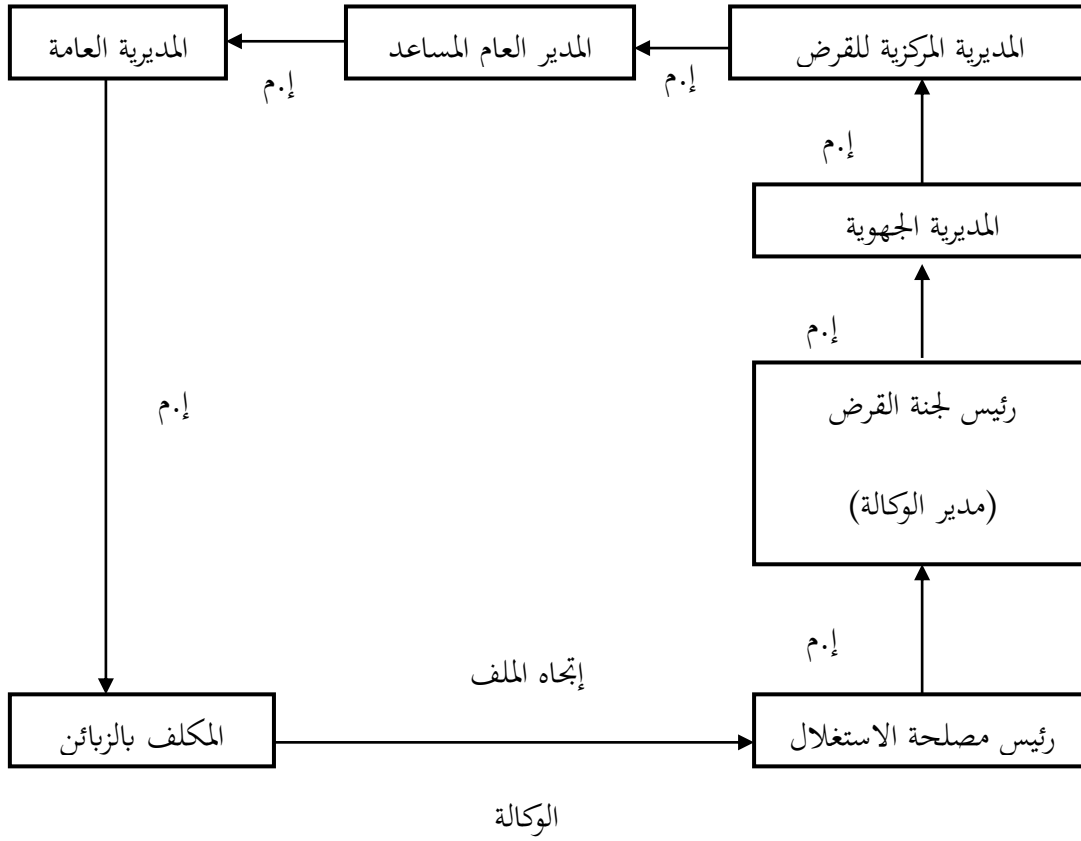 المديرية المركزية للقرض
المدير العام المساعد
المديرية العامة
إ.م
إ.م
إ.م
المديرية الجهوية
إ.م
رئيس لجنة القرض
(مدير الوكالة)
إ.م
إ.م
إتجاه الملف
رئيس مصلحة الاستغلال
المكلف بالزبائن
الوكالة